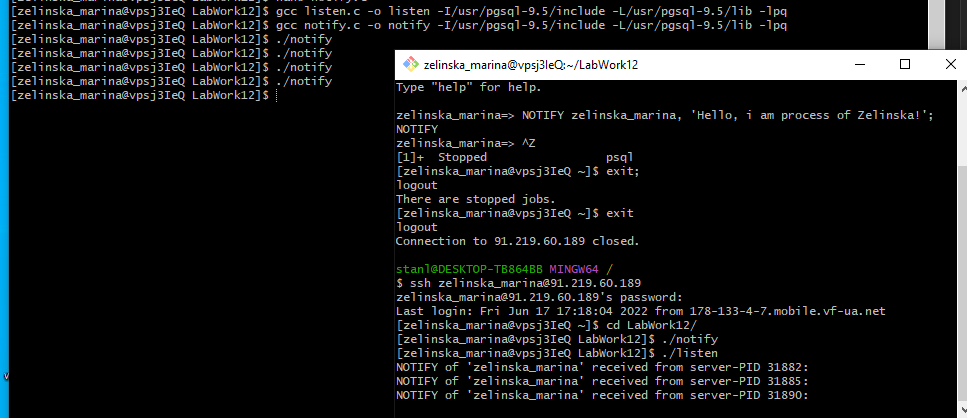 [zelinska_marina@vpsj3IeQ LabWork12]$ gcc listen.c -o listen -I/usr/pgsql-9.5/include -L/usr/pgsql-9.5/lib -lpq
[zelinska_marina@vpsj3IeQ LabWork12]$ gcc notify.c -o notify -I/usr/pgsql-9.5/include -L/usr/pgsql-9.5/lib -lpq
[zelinska_marina@vpsj3IeQ LabWork12]$ ./notify
[zelinska_marina@vpsj3IeQ LabWork12]$ ./notify
[zelinska_marina@vpsj3IeQ LabWork12]$ ./notify
[zelinska_marina@vpsj3IeQ LabWork12]$ ./notify
[zelinska_marina@vpsj3IeQ LabWork12]$
zelinska_marina@vpsj3IeQ:~/LabWork12
Type "help" for help.
zelinska_marina=> NOTIFY zelinska_marina, 'Hello, i am process of Zelinska!';
NOTIFY
zelinska_marina=> ^Z
[1]+  Stopped                 psql
[zelinska_marina@vpsj3IeQ ~]$ exit;
logout
There are stopped jobs.
[zelinska_marina@vpsj3IeQ ~]$ exit
logout
Connection to 91.219.60.189 closed.
stanl@DESKTOP-TB864BB MINGW64 /
$ ssh zelinska_marina@91.219.60.189
zelinska_marina@91.219.60.189's password:
Last login: Fri Jun 17 17:18:04 2022 from 178-133-4-7.mobile.vf-ua.net
[zelinska_marina@vpsj3IeQ ~]$ cd LabWork12/
[zelinska_marina@vpsj3IeQ LabWork12]$ ./notify
[zelinska_marina@vpsj3IeQ LabWork12]$ ./listen
NOTIFY of 'zelinska_marina' received from server-PID 31882:
NOTIFY of 'zelinska_marina' received from server-PID 31885:
NOTIFY of 'zelinska_marina' received from server-PID 31890: